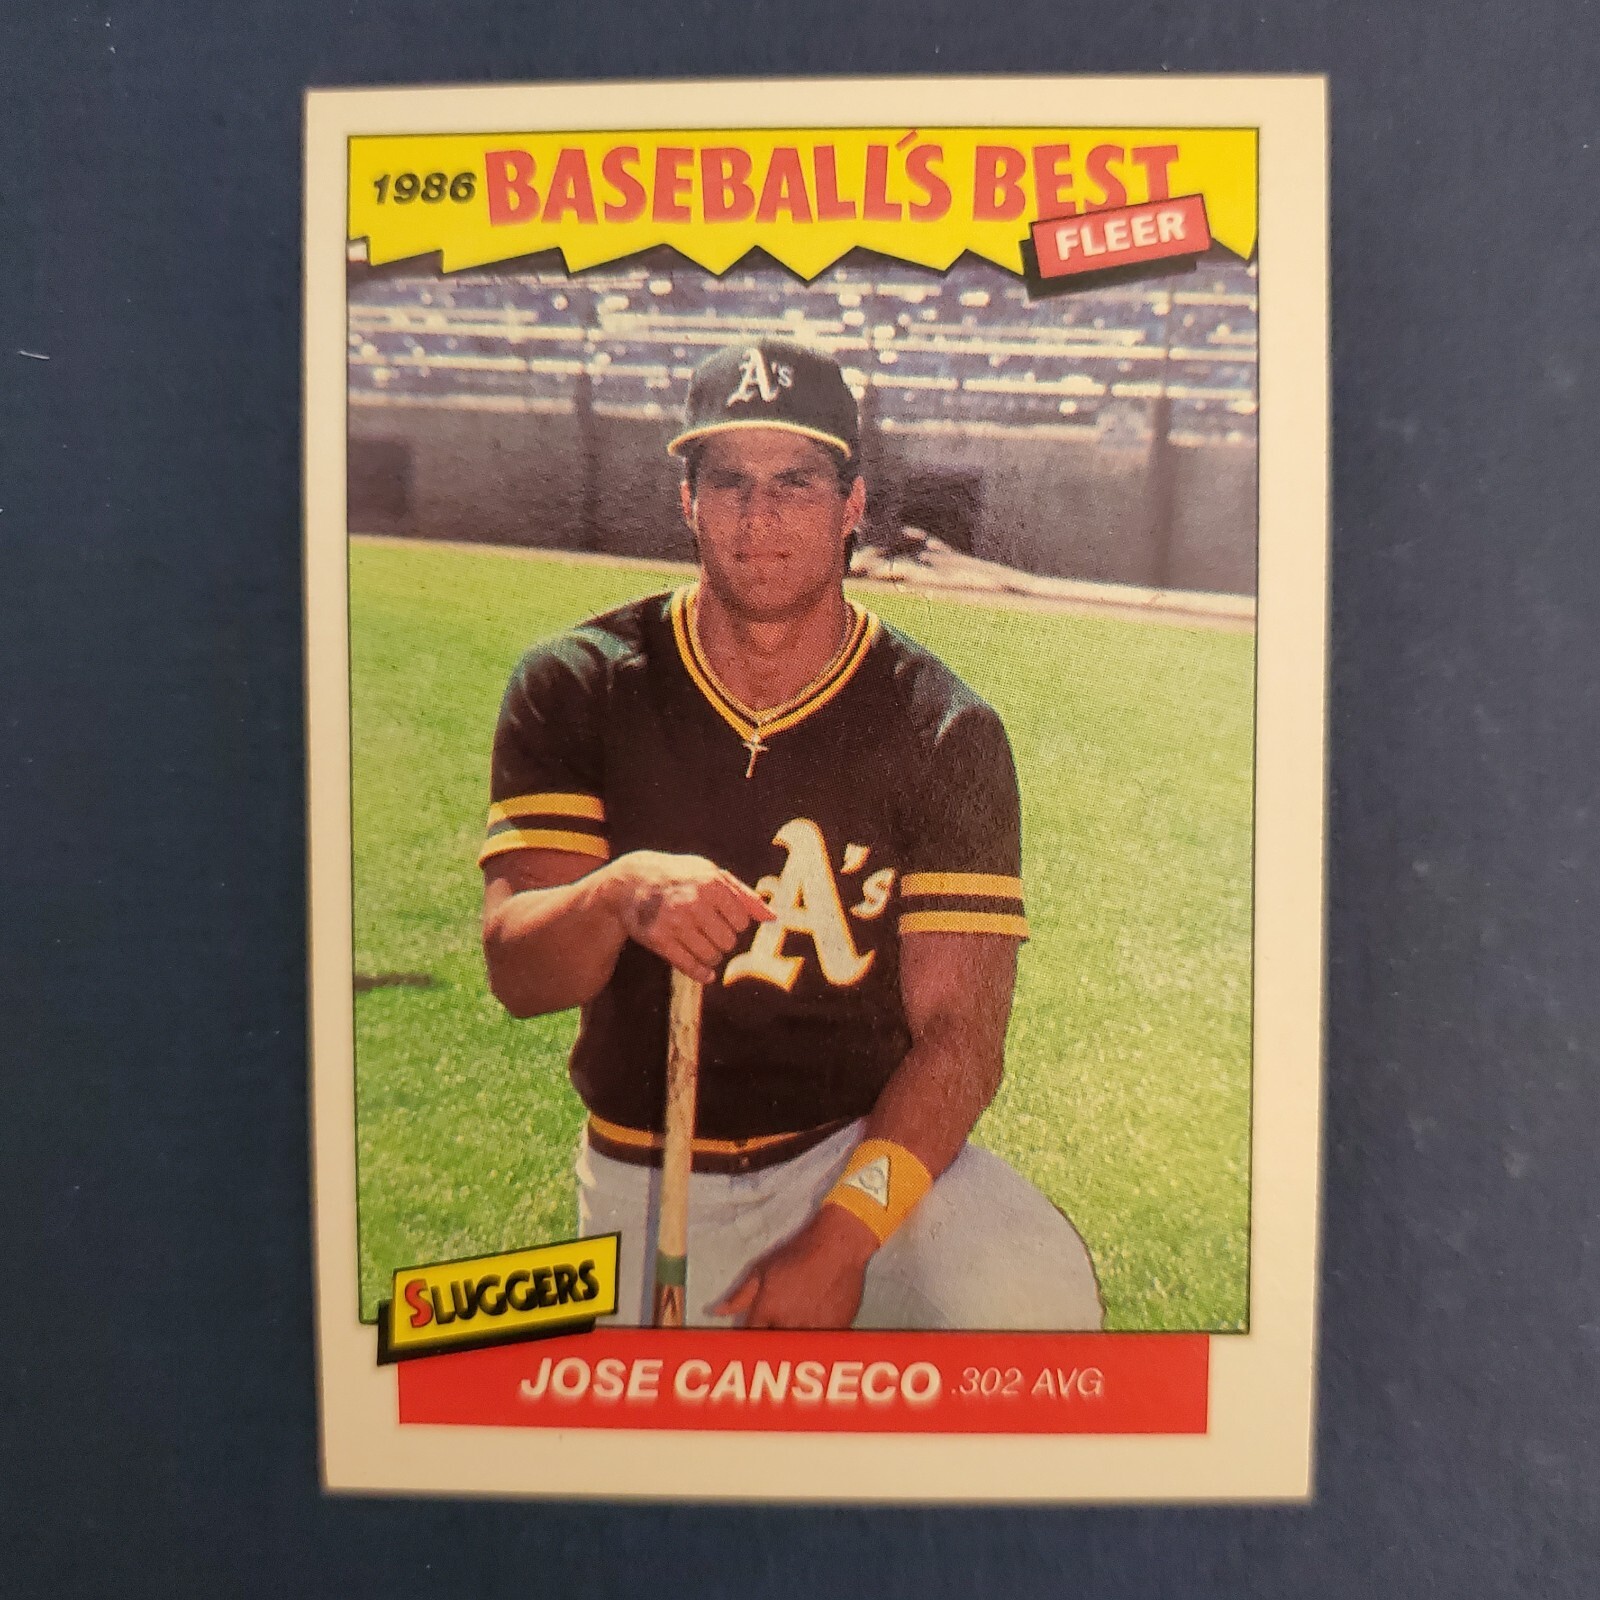 1986 BASEBALL'S BEST
FLEER
A's
A's
SLUGGERS
JOSE CANSECO .302 AVG